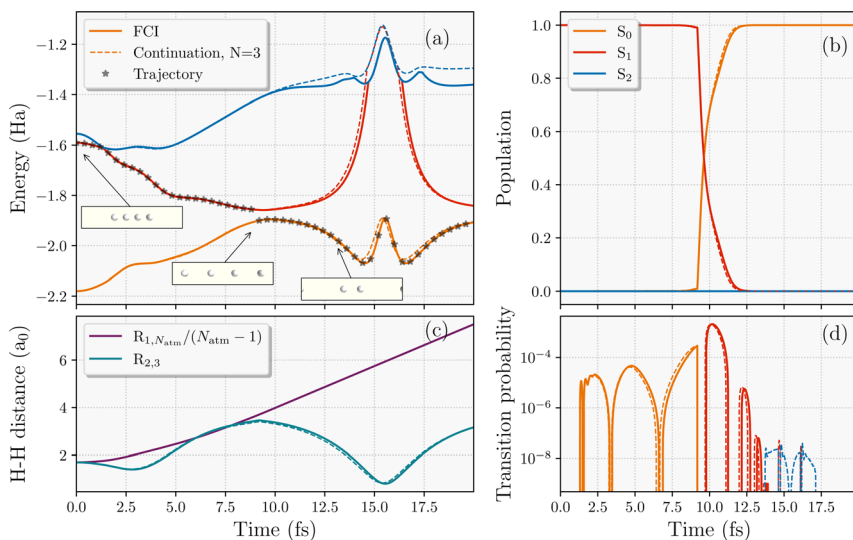 FCI
Continuation, N=3
Trajectory
(a)
−1.2
−1.4
−1.6
−1.8
−2.0
−2.2
Energy (Ha)
S₀
S₁
S₂
(b)
1.0
0.8
0.6
0.4
0.2
0.0
Population
R₁,Nₐₜₘ/(Nₐₜₘ − 1)
R₂,₃
(c)
6
4
2
H-H distance (a₀)
0.0 2.5 5.0 7.5 10.0 12.5 15.0 17.5
Time (fs)
(d)
10⁻⁴
10⁻⁶
10⁻⁸
Transition probability
0.0 2.5 5.0 7.5 10.0 12.5 15.0 17.5
Time (fs)